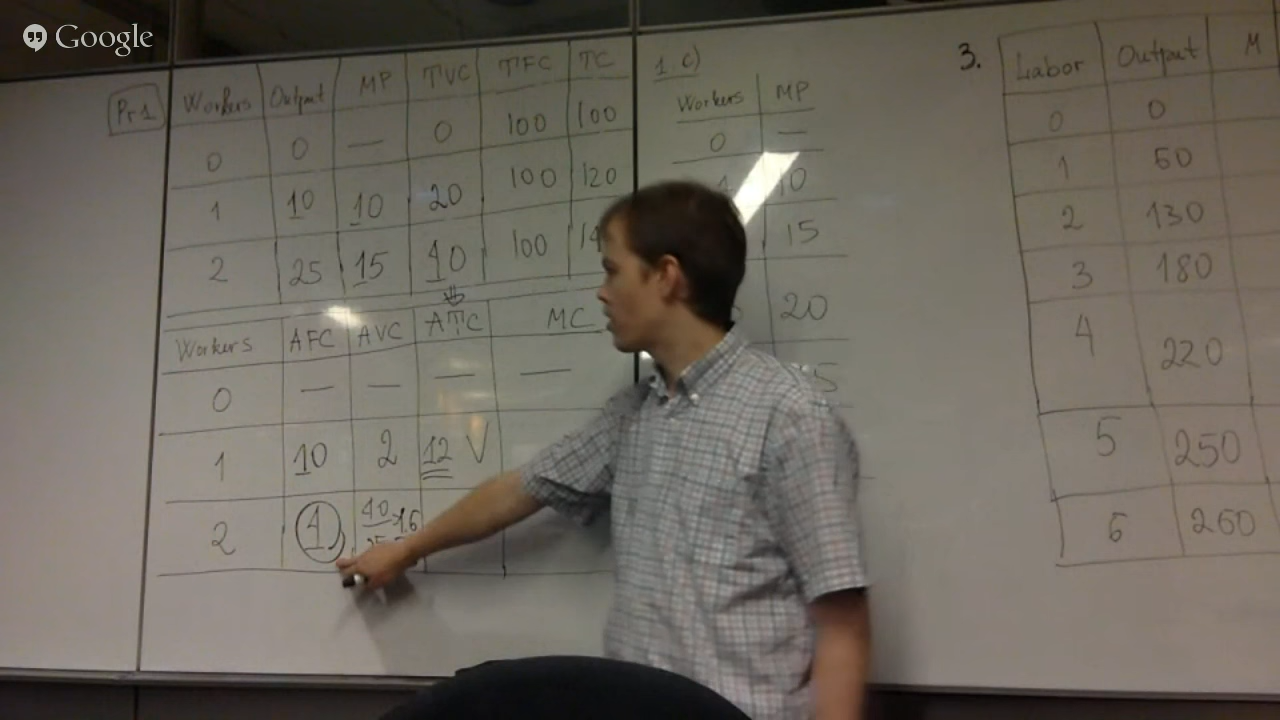 Google
Pr 1
Workers Output MP TVC TFC TC
0 0 — 0 100 100
1 10 10 20 100 120
2 25 15 40 100
Workers AFC AVC ATC MC
0 — — — —
1 10 2 12 V
2 4 40
1. c)
Workers MP
0 —
10
15
20
3.
Labor Output M
0 0
1 60
2 130
3 180
4 220
5 250
6 260